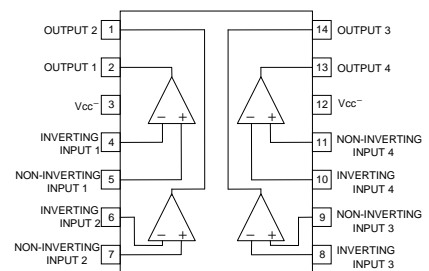 OUTPUT 2 1
14 OUTPUT 3
OUTPUT 1 2
13 OUTPUT 4
Vcc− 3
12 Vcc−
− +
− +
INVERTING
INPUT 1
4
11 NON-INVERTING
INPUT 4
NON-INVERTING
INPUT 1
5
10 INVERTING
INPUT 4
INVERTING
INPUT 2
6
9 NON-INVERTING
INPUT 3
− +
− +
NON-INVERTING
INPUT 2
7
8 INVERTING
INPUT 3